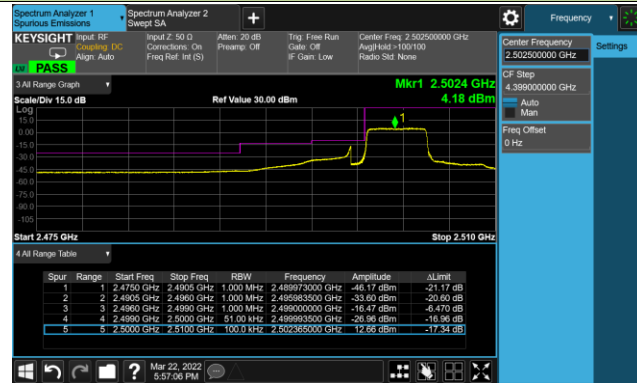 Spectrum Analyzer 1
Spurious Emissions
Spectrum Analyzer 2
Swept SA
Frequency
KEYSIGHT
Input: RF
Coupling: DC
Align: Auto
Input Z: 50 Ω
Corrections: On
Freq Ref: Int (S)
Atten: 20 dB
Preamp: Off
Trig: Free Run
Gate: Off
IF Gain: Low
Center Freq: 2.502500000 GHz
Avg|Hold >100/100
Radio Std: None
LW PASS
Center Frequency
2.502500000 GHz
Settings
CF Step
4.399000000 GHz
Auto
Man
Freq Offset
0 Hz
3 All Range Graph
Mkr1 2.5024 GHz
Scale/Div 15.0 dB
Ref Value 30.00 dBm
4.18 dBm
Log
15.0
0.00
-15.0
-30.0
-45.0
-60.0
-75.0
-90.0
-105
1
Start 2.475 GHz
Stop 2.510 GHz
4 All Range Table
Spur Range Start Freq Stop Freq RBW Frequency Amplitude ΔLimit
1 1 2.4750 GHz 2.4905 GHz 1.000 MHz 2.489973000 GHz -46.17 dBm -21.17 dB
2 2 2.4905 GHz 2.4960 GHz 1.000 MHz 2.495983500 GHz -33.60 dBm -20.60 dB
3 3 2.4960 GHz 2.4990 GHz 1.000 MHz 2.499000000 GHz -16.47 dBm -6.470 dB
4 4 2.4990 GHz 2.5000 GHz 51.00 kHz 2.499993500 GHz -26.96 dBm -16.96 dB
5 5 2.5000 GHz 2.5100 GHz 100.0 kHz 2.502365000 GHz 12.66 dBm -17.34 dB
Mar 22, 2022
5:57:06 PM